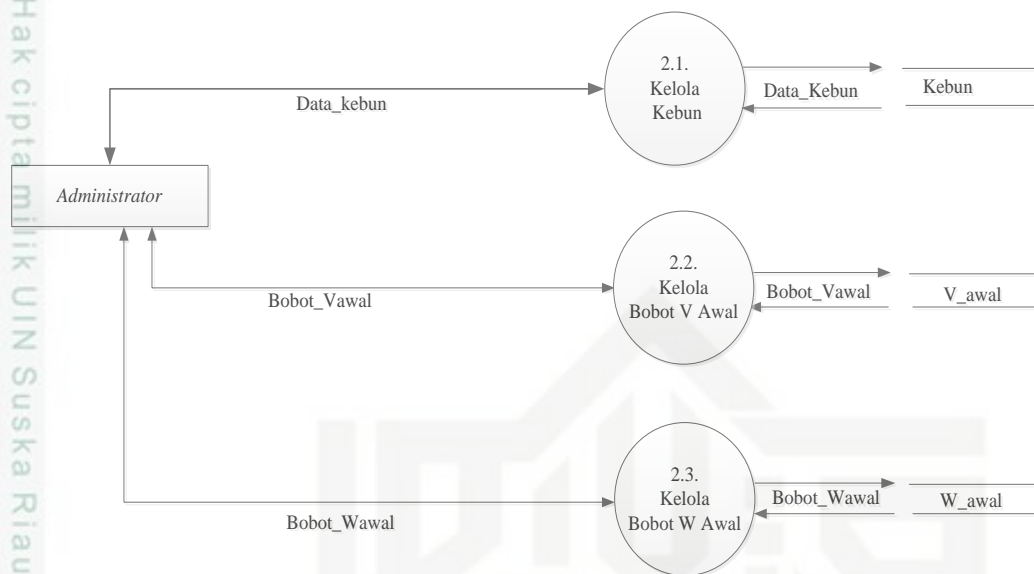 Hak cipta milik UIN Suska Riau
2.1.
Kelola
Kebun
Data_kebun
Data_Kebun
Kebun
Administrator
2.2.
Kelola
Bobot V Awal
Bobot_Vawal
Bobot_Vawal
V_awal
2.3.
Kelola
Bobot W Awal
Bobot_Wawal
Bobot_Wawal
W_awal